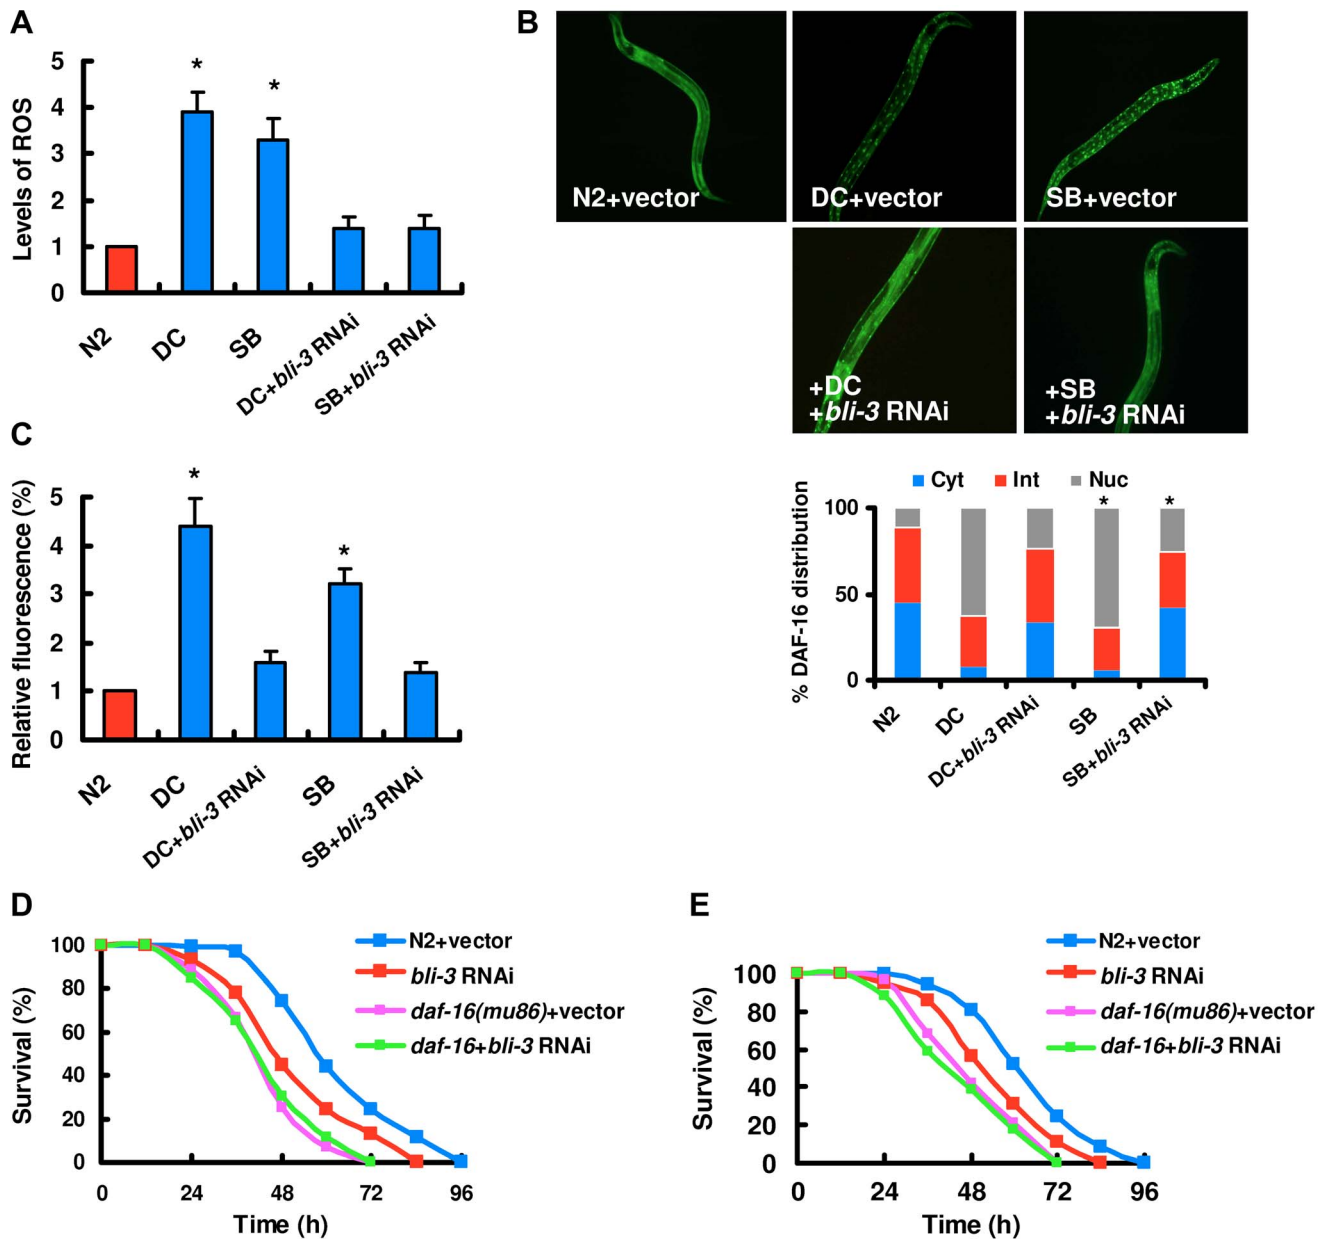 A
5
4
3
2
1
0
Levels of ROS
*
*
N2
DC
SB
DC+bli-3 RNAi
SB+bli-3 RNAi
B
N2+vector
DC+vector
SB+vector
+DC
+bli-3 RNAi
+SB
+bli-3 RNAi
Cyt
Int
Nuc
% DAF-16 distribution
100
50
0
*
*
N2
DC
DC+bli-3 RNAi
SB
SB+bli-3 RNAi
C
Relative fluorescence (%)
5
4
3
2
1
0
*
*
N2
DC
DC+bli-3 RNAi
SB
SB+bli-3 RNAi
D
Survival (%)
100
80
60
40
20
0
0
24
48
72
96
Time (h)
N2+vector
bli-3 RNAi
daf-16(mu86)+vector
daf-16+bli-3 RNAi
E
Survival (%)
100
80
60
40
20
0
0
24
48
72
96
Time (h)
N2+vector
bli-3 RNAi
daf-16(mu86)+vector
daf-16+bli-3 RNAi